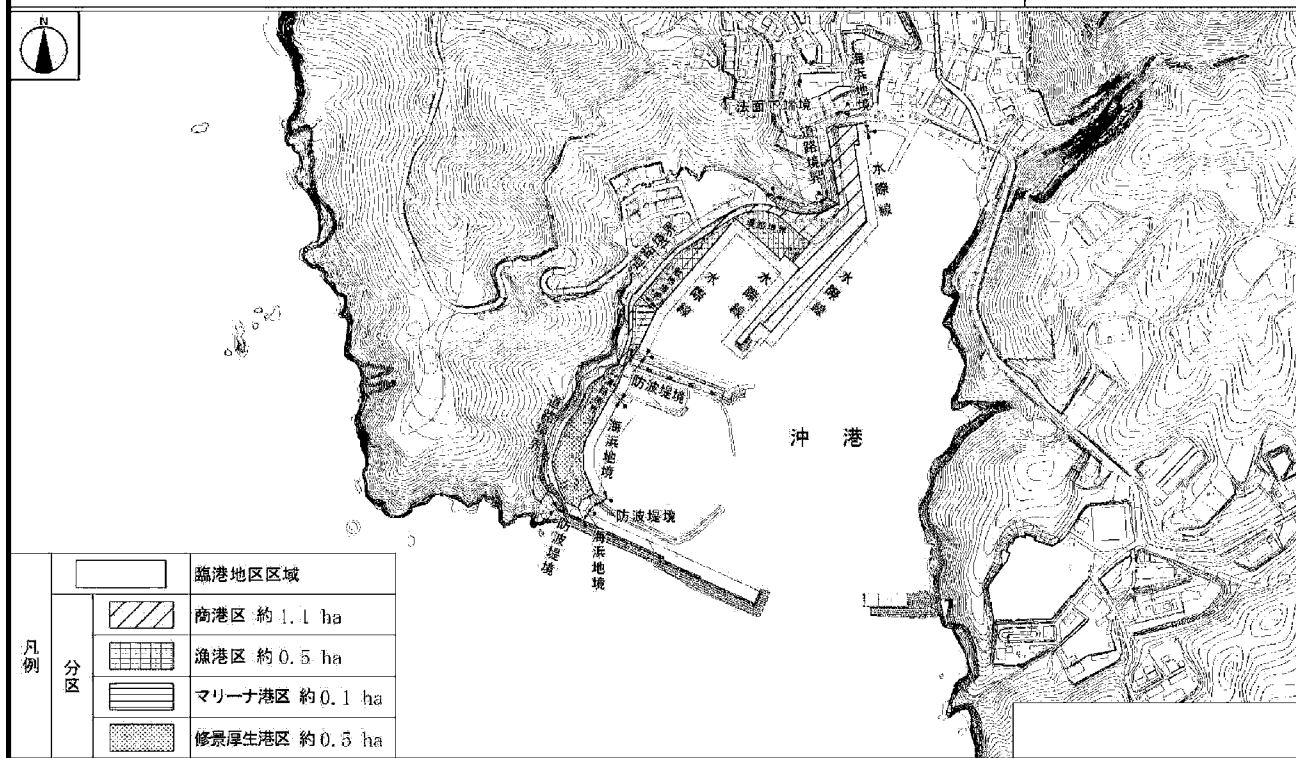 N
海浜地境
法面下端境
道路境界
水際線
道路境界
道路境界
水際線
水際線
水際線
防波堤境
海浜地境
沖 港
防波堤境
防波堤境
海浜地境
凡例
分区
臨港地区区域
商港区 約1.1 ha
漁港区 約0.5 ha
マリーナ港区 約0.1 ha
修景厚生港区 約0.5 ha